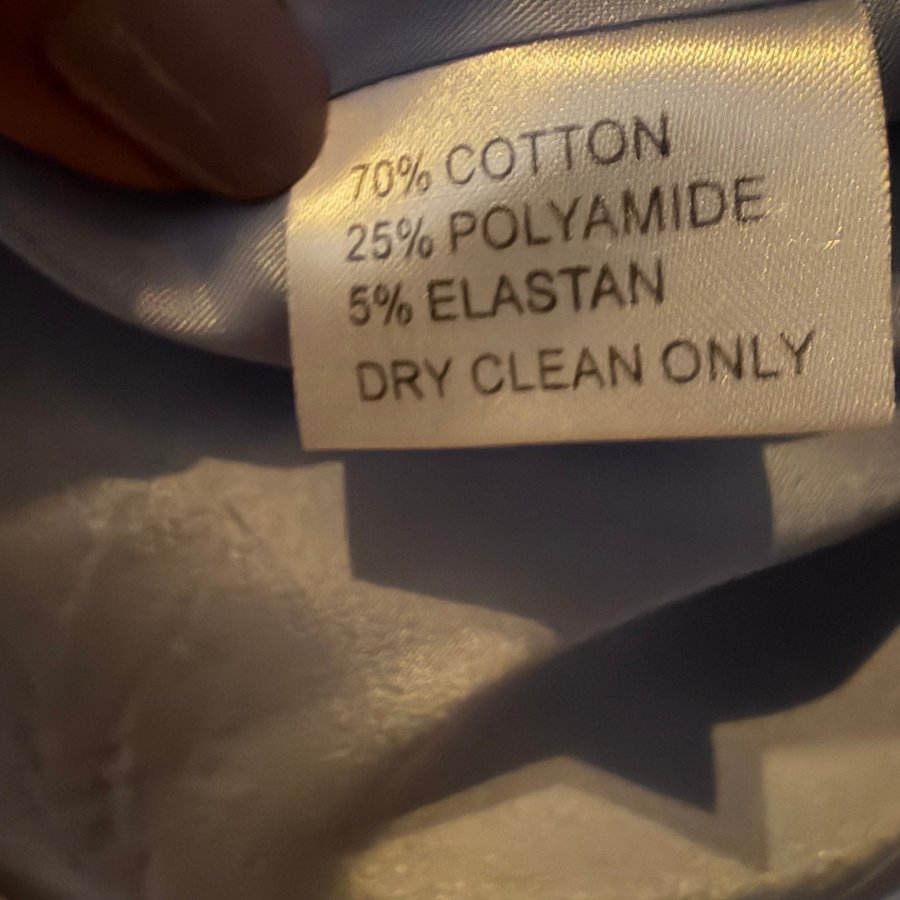 70% COTTON
25% POLYAMIDE
5% ELASTAN
DRY CLEAN ONLY